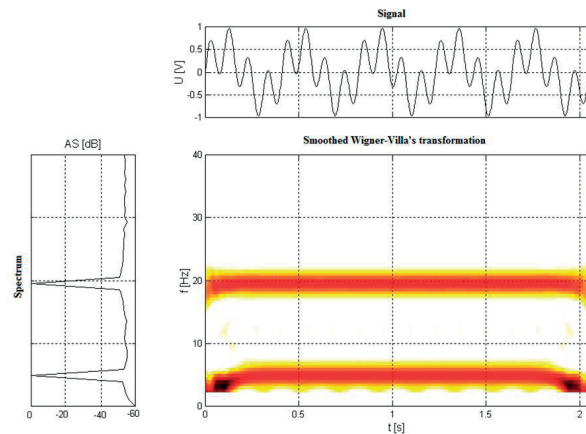 Signal
1
0.5
0
-0.5
-1
U [V]
AS [dB]
Spectrum
0 -20 -40 -60
Smoothed Wigner-Villa's transformation
40
30
20
10
0
f [Hz]
0 0.5 1 1.5 2
t [s]